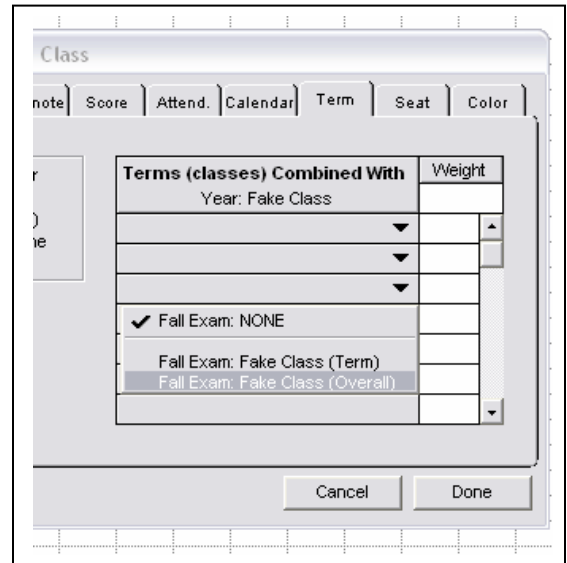 Class
note Score Attend. Calendar Term Seat Color
Terms (classes) Combined With Weight
Year: Fake Class
✓ Fall Exam: NONE
Fall Exam: Fake Class (Term)
Fall Exam: Fake Class (Overall)
Cancel Done